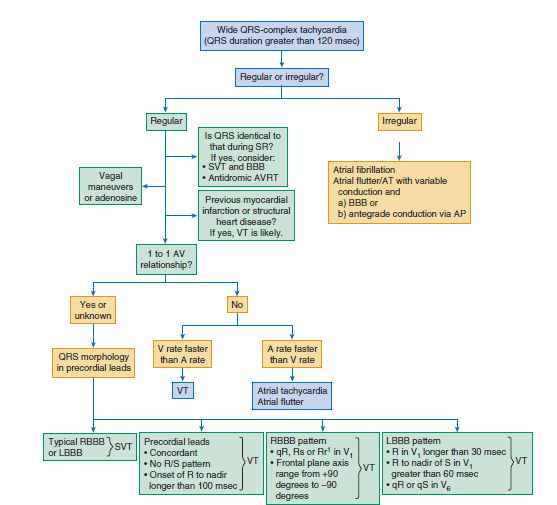 Wide QRS-complex tachycardia
(QRS duration greater than 120 msec)
Regular or irregular?
Regular
Irregular
Is QRS identical to
that during SR?
If yes, consider:
• SVT and BBB
• Antidromic AVRT
Vagal
maneuvers
or adenosine
Previous myocardial
infarction or structural
heart disease?
If yes, VT is likely.
Atrial fibrillation
Atrial flutter/AT with variable
conduction and
a) BBB or
b) antegrade conduction via AP
1 to 1 AV
relationship?
Yes or
unknown
No
QRS morphology
in precordial leads
V rate faster
than A rate
A rate faster
than V rate
VT
Atrial tachycardia
Atrial flutter
Typical RBBB
or LBBB
SVT
Precordial leads
• Concordant
• No R/S pattern
• Onset of R to nadir
longer than 100 msec
VT
RBBB pattern
• qR, Rs or Rr¹ in V₁
• Frontal plane axis
range from +90
degrees to –90
degrees
VT
LBBB pattern
• R in V₁ longer than 30 msec
• R to nadir of S in V₁
greater than 60 msec
• qR or qS in V₆
VT